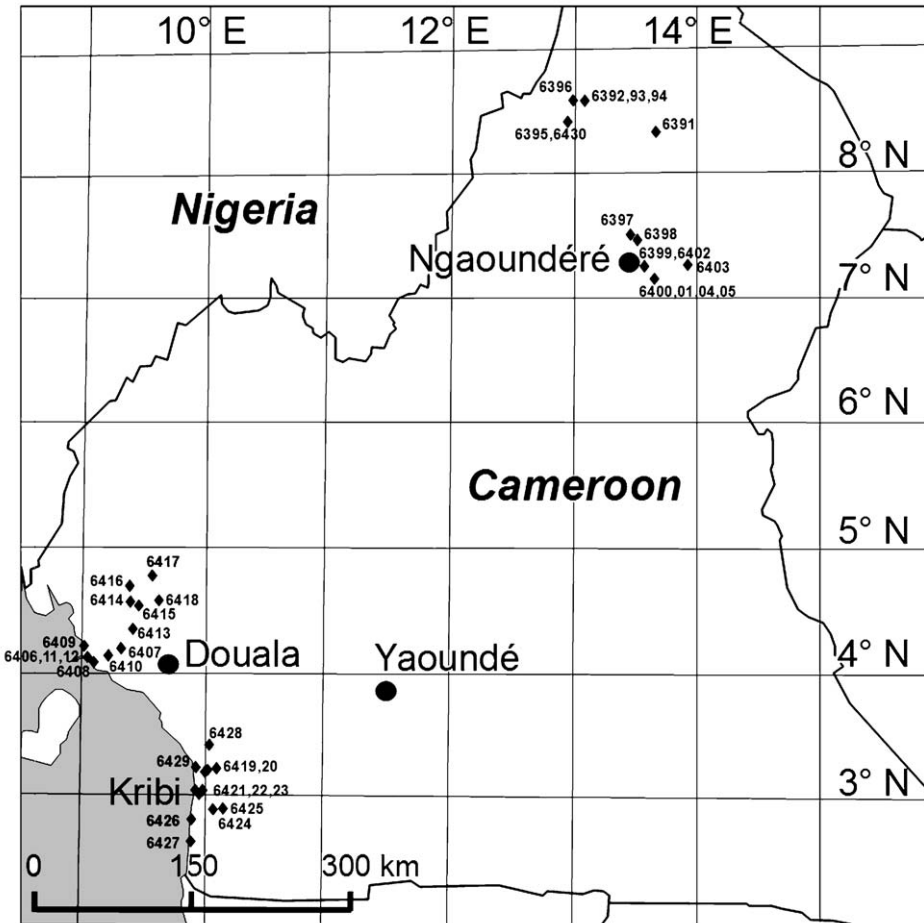 10° E 12° E 14° E
6396
6392,93,94
6395,6430
6391
8° N
Nigeria
6397
6398
Ngaoundéré
6399,6402
6403
7° N
6400,01,04,05
6° N
Cameroon
5° N
6417
6416
6414
6418
6415
6413
6409
6407
6406,11,12
6410
6408
Douala
Yaoundé
4° N
6428
6429
6419,20
Kribi
6421,22,23
3° N
6425
6424
6426
6427
0 150 300 km